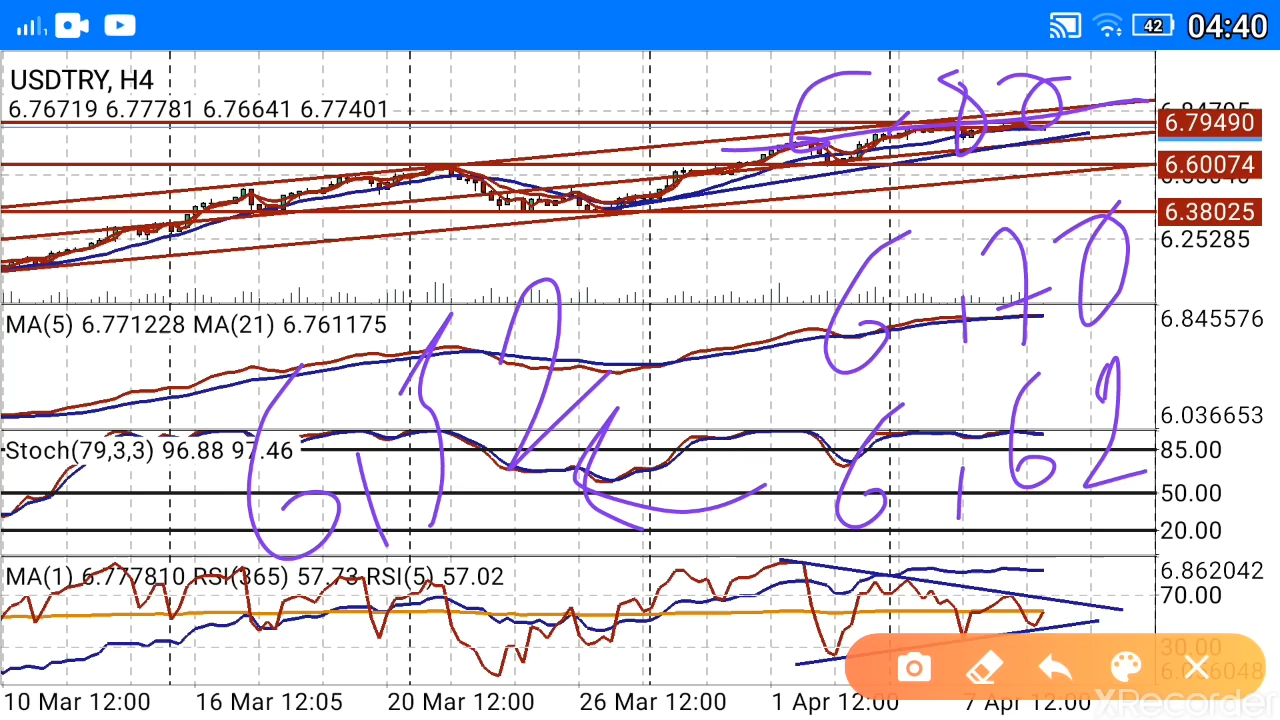 42 04:40
USDTRY, H4
6.76719 6.77781 6.76641 6.77401
6.84795
6.79490
6.60074
6.38025
6.25285
6,70
MA(5) 6.771228 MA(21) 6.761175
6.845576
6.036653
6,62
Stoch(79,3,3) 96.88 97.46
85.00
50.00
20.00
MA(1) 6.777810 RSI(365) 57.73 RSI(5) 57.02
6.862042
70.00
30.00
10 Mar 12:00 16 Mar 12:05 20 Mar 12:00 26 Mar 12:00 1 Apr 12:00 7 Apr 12:00
XRecorder